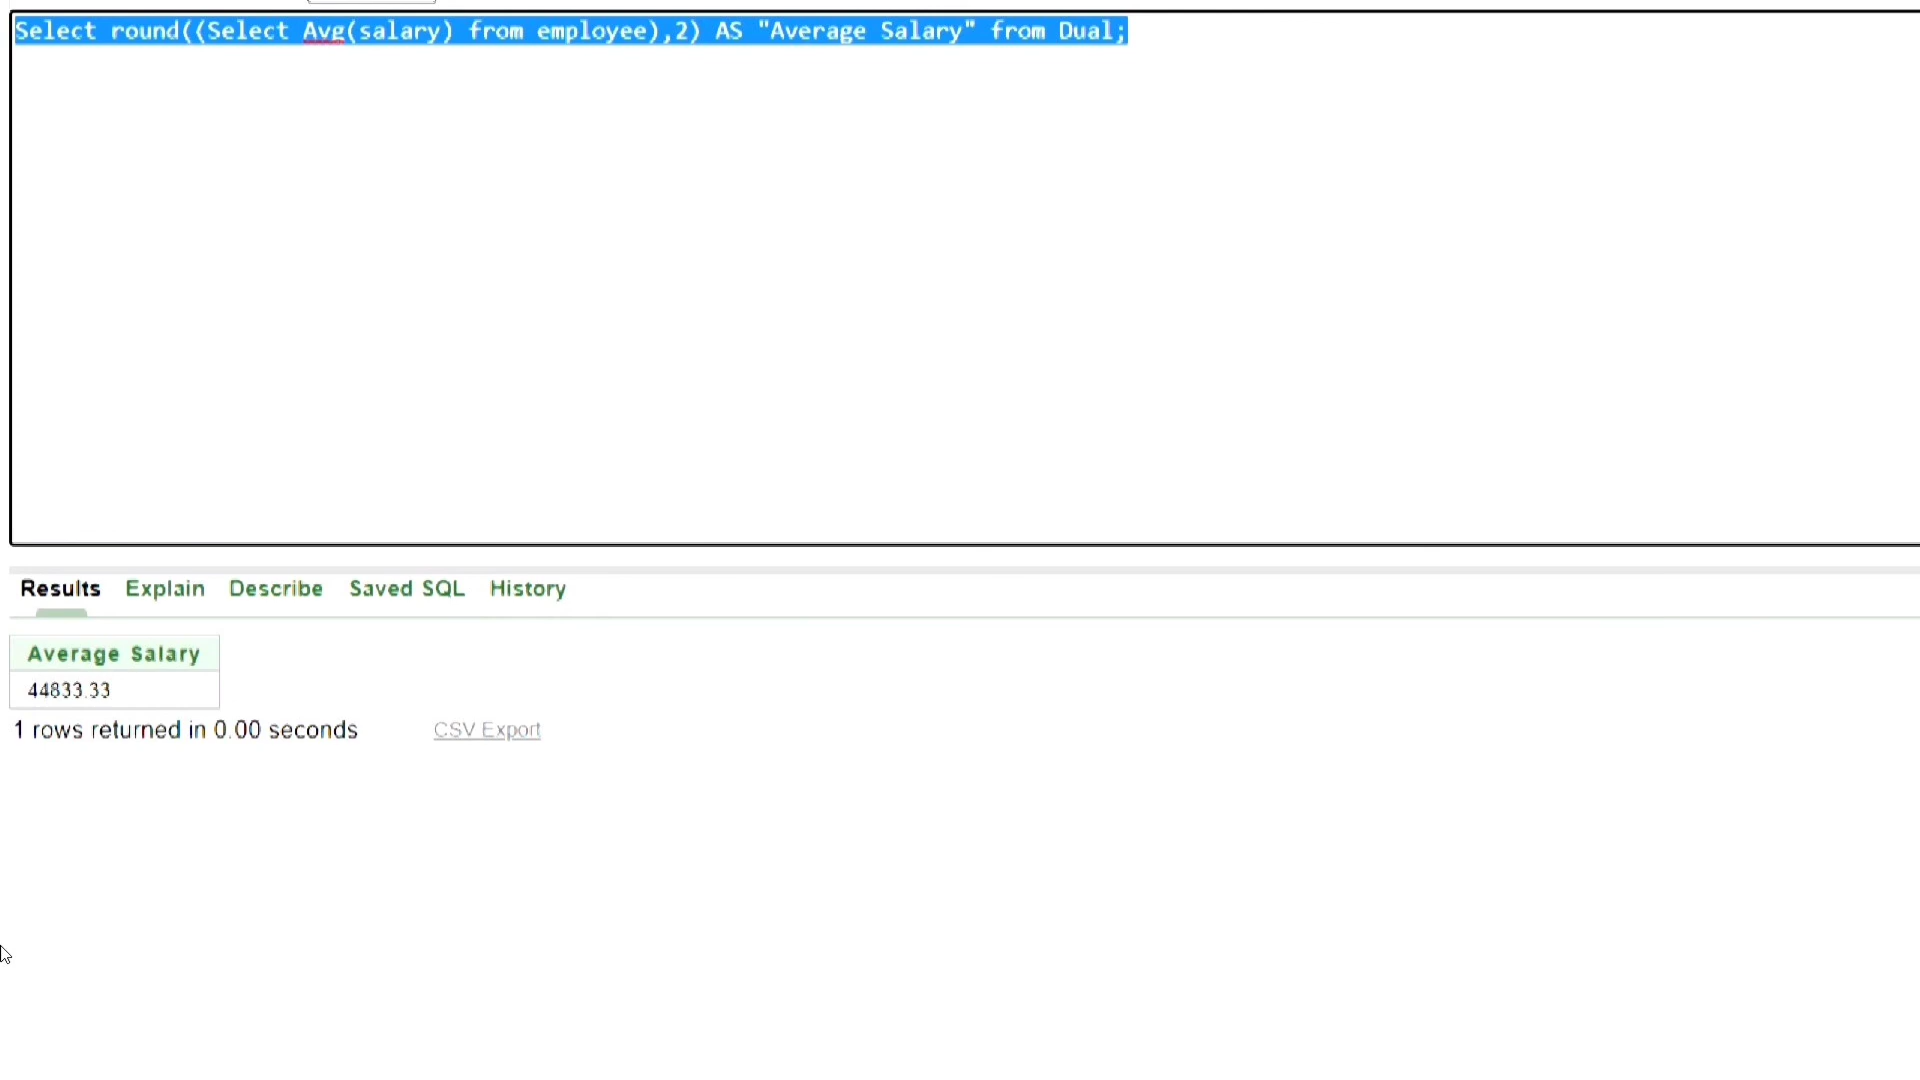 Select round((Select Avg(salary) from employee),2) AS "Average Salary" from Dual;
Results Explain Describe Saved SQL History
Average Salary
44833.33
1 rows returned in 0.00 seconds CSV Export